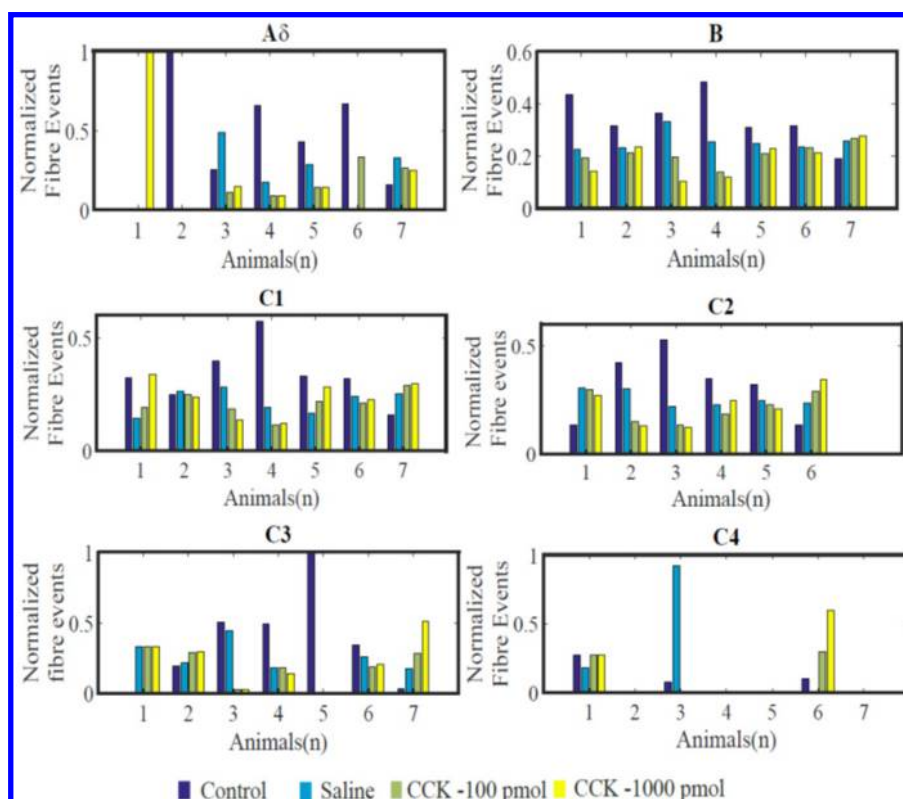 Aδ
Normalized
Fibre Events
1
0.5
0
1 2 3 4 5 6 7
Animals(n)
B
Normalized
Fibre Events
0.6
0.4
0.2
0
1 2 3 4 5 6 7
Animals(n)
C1
Normalized
Fibre Events
0.5
0
1 2 3 4 5 6 7
Animals(n)
C2
Normalized
Fibre events
0.5
0
1 2 3 4 5 6
Animals(n)
C3
Normalized
fibre events
1
0.5
0
1 2 3 4 5 6 7
Animals(n)
C4
Normalized
Fibre Events
1
0.5
0
1 2 3 4 5 6 7
Animals(n)
Control Saline CCK -100 pmol CCK -1000 pmol